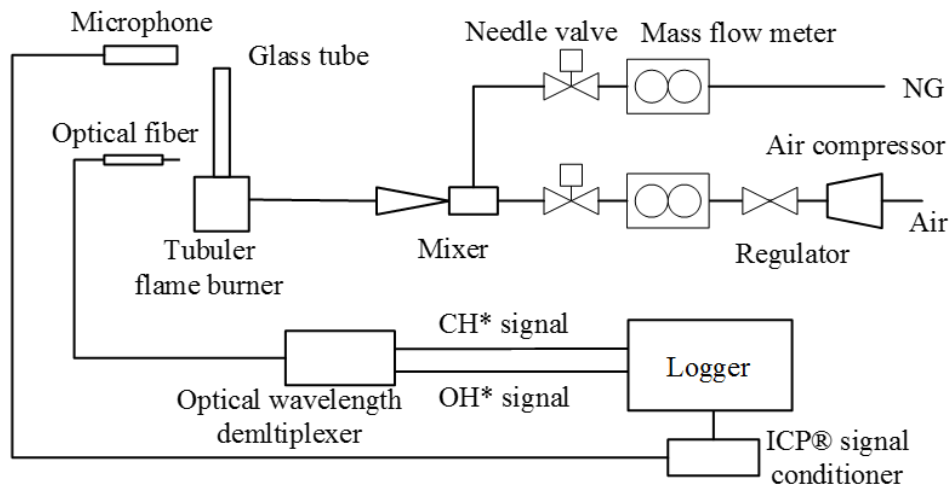 Microphone
Needle valve
Mass flow meter
Glass tube
NG
Optical fiber
Air compressor
Air
Mixer
Regulator
Tubuler
flame burner
CH* signal
Logger
OH* signal
Optical wavelength
demltiplexer
ICP® signal
conditioner